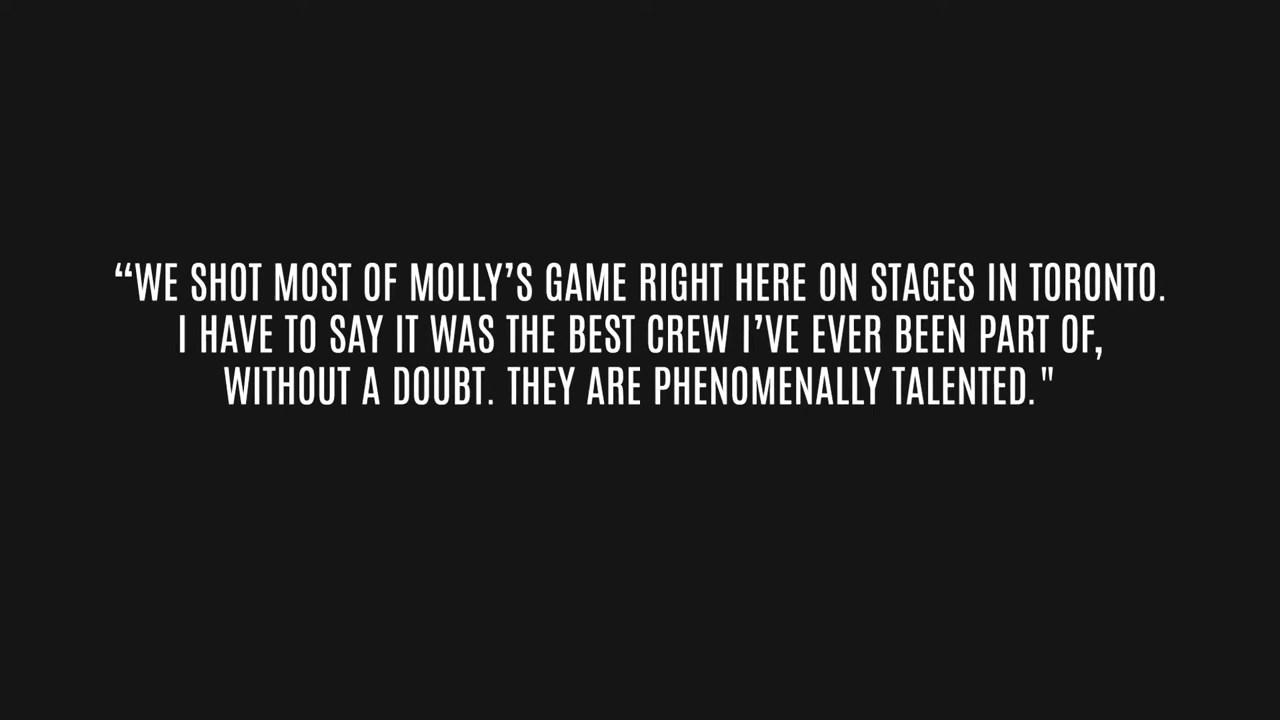 “WE SHOT MOST OF MOLLY’S GAME RIGHT HERE ON STAGES IN TORONTO.
I HAVE TO SAY IT WAS THE BEST CREW I’VE EVER BEEN PART OF,
WITHOUT A DOUBT. THEY ARE PHENOMENALLY TALENTED."